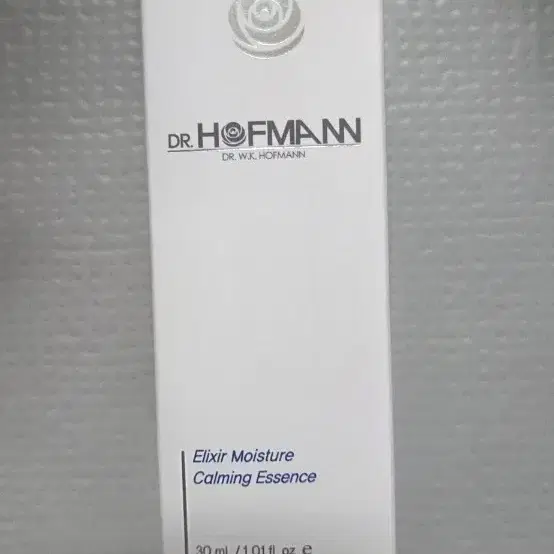 DR. HOFMANN
DR. W.K. HOFMANN
Elixir Moisture
Calming Essence
30 ml / 1.01 fl. oz e